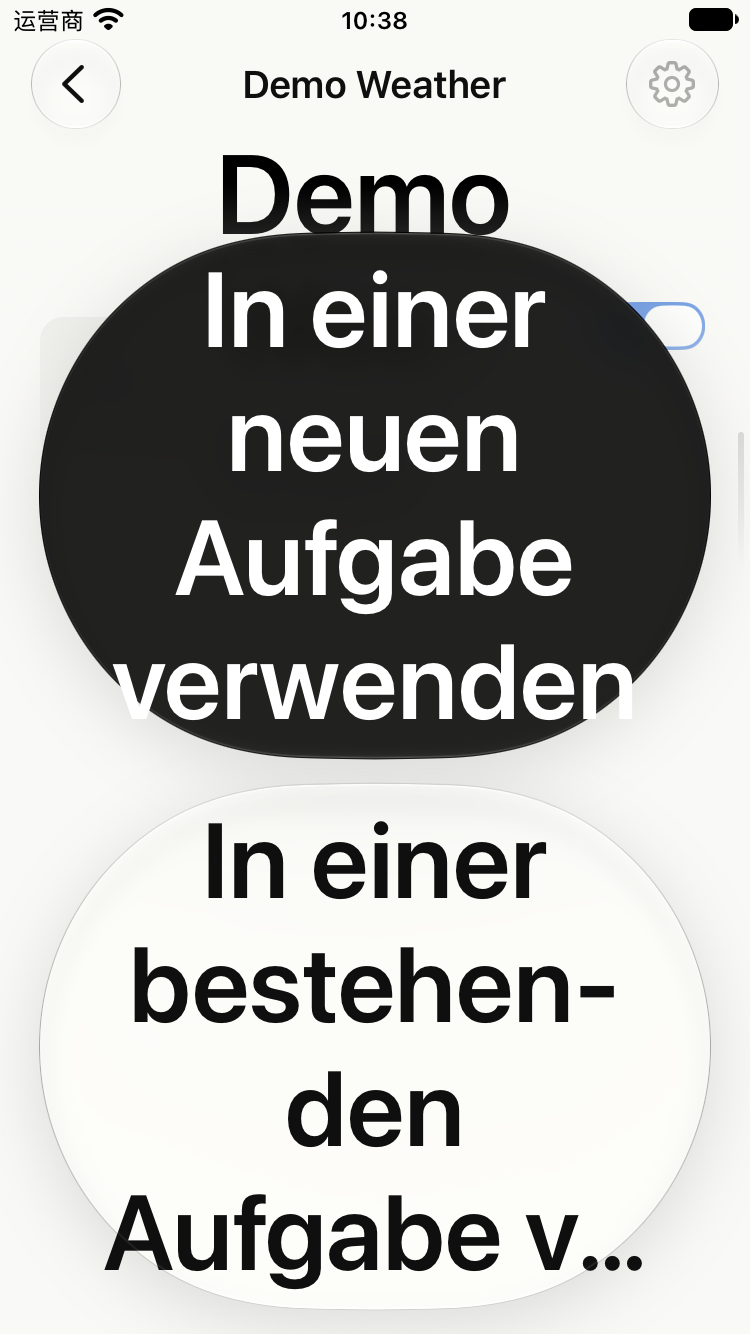 运营商
10:38
Demo Weather
Demo
In einer
neuen
Aufgabe
verwenden
In einer
bestehen-
den
Aufgabe v...